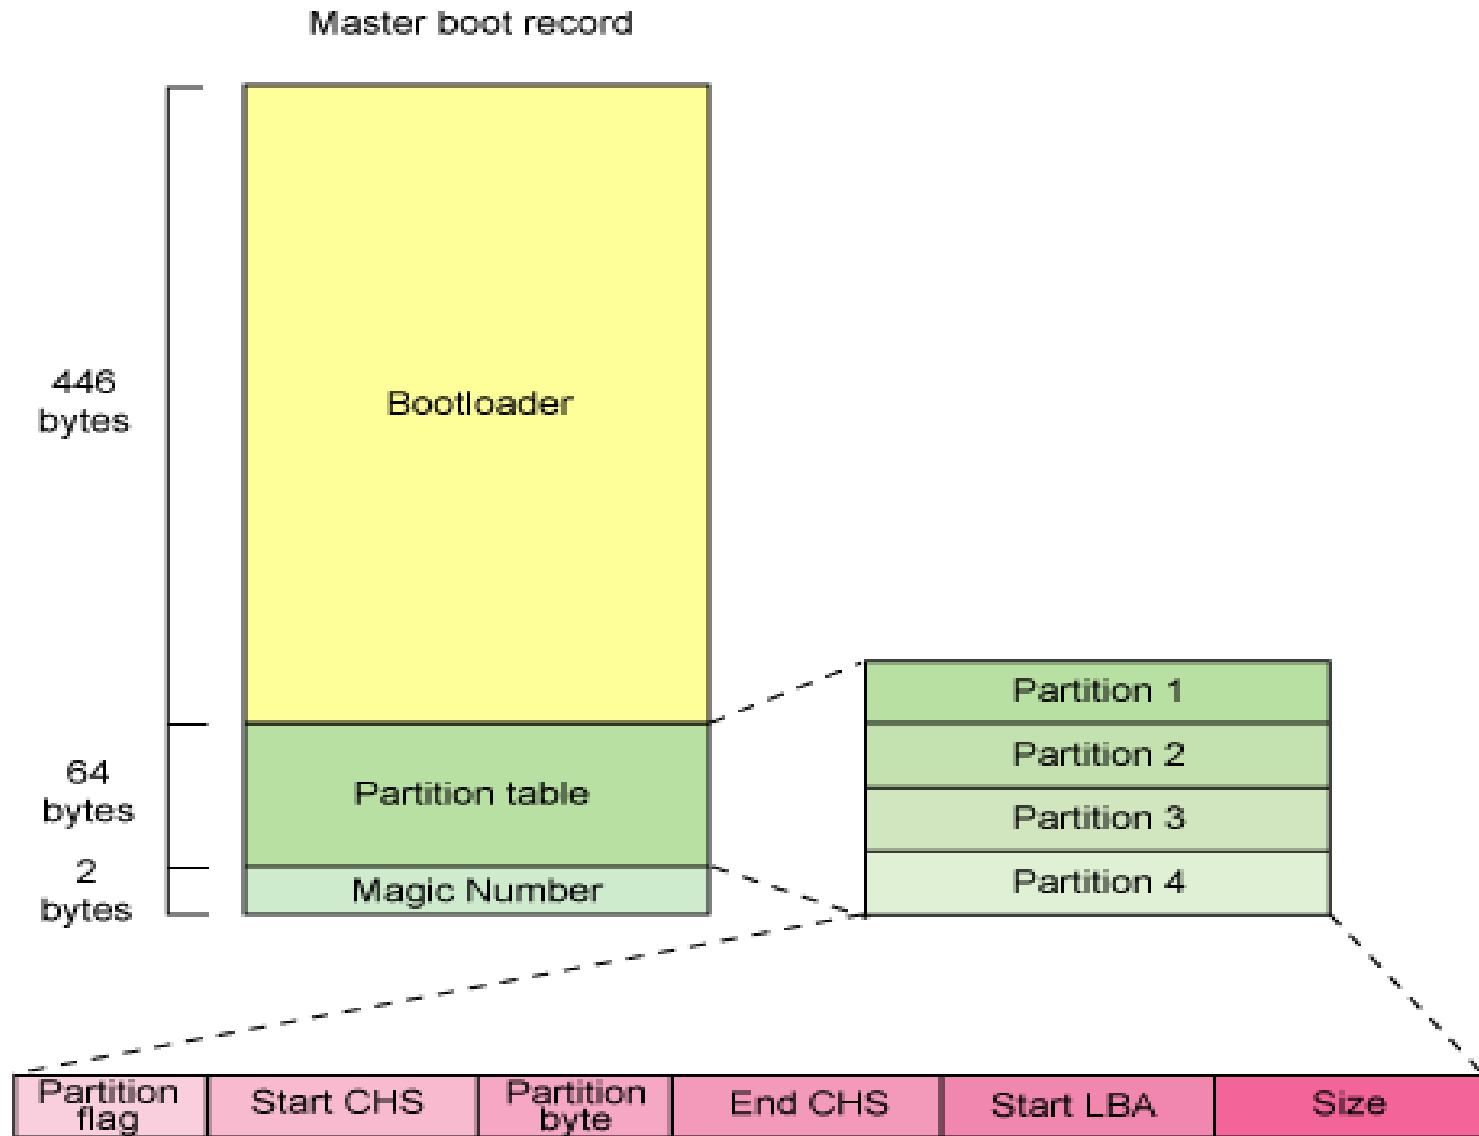 Master boot record
446
bytes
Bootloader
64
bytes
Partition table
2
bytes
Magic Number
Partition 1
Partition 2
Partition 3
Partition 4
Partition
flag
Start CHS
Partition
byte
End CHS
Start LBA
Size